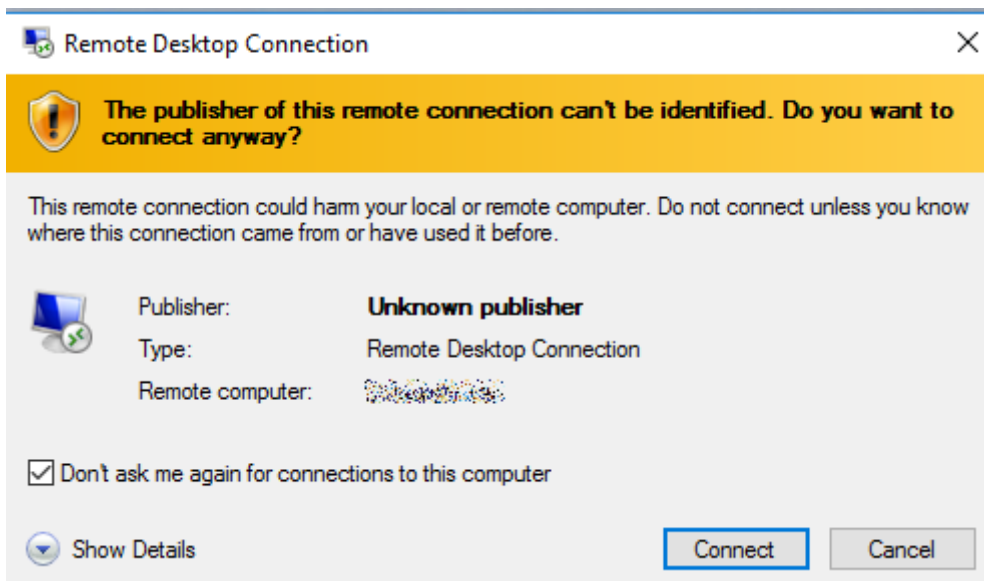 Remote Desktop Connection
The publisher of this remote connection can't be identified. Do you want to
connect anyway?
This remote connection could harm your local or remote computer. Do not connect unless you know
where this connection came from or have used it before.
Publisher: Unknown publisher
Type: Remote Desktop Connection
Remote computer:
Don't ask me again for connections to this computer
Show Details Connect Cancel